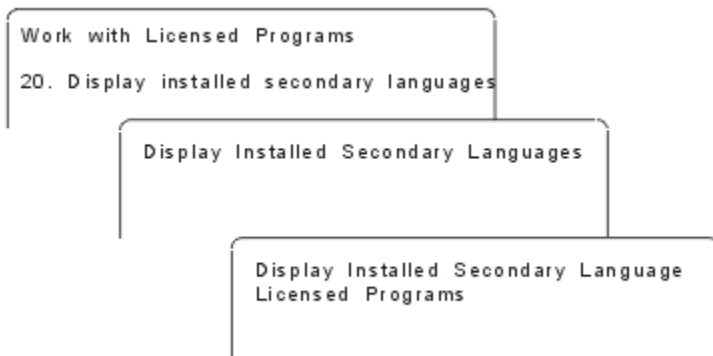 Work with Licensed Programs
20. Display installed secondary languages
Display Installed Secondary Languages
Display Installed Secondary Language
Licensed Programs